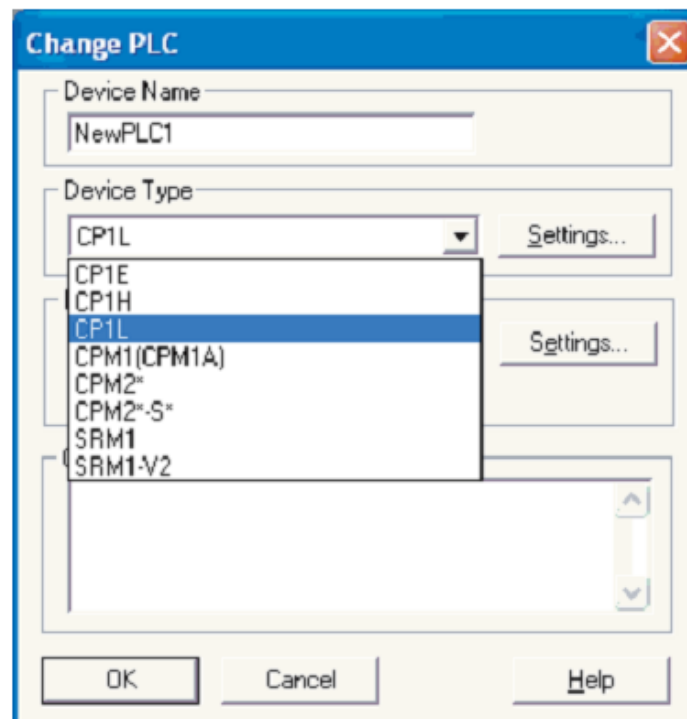 Change PLC
Device Name
NewPLC1
Device Type
CP1L
Settings...
CP1E
CP1H
CP1L
CPM1(CPM1A)
CPM2*
CPM2*-S*
SRM1
SRM1-V2
Settings...
OK
Cancel
Help